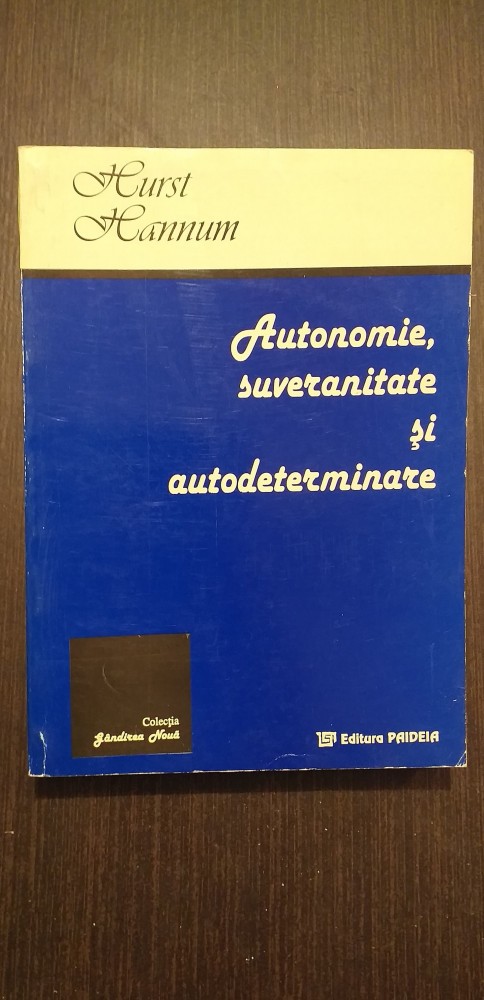 Hurst
Hannum
Autonomie,
suveranitate
şi
autodeterminare
Colecţia
Gândirea Nouă
Editura PAIDEIA